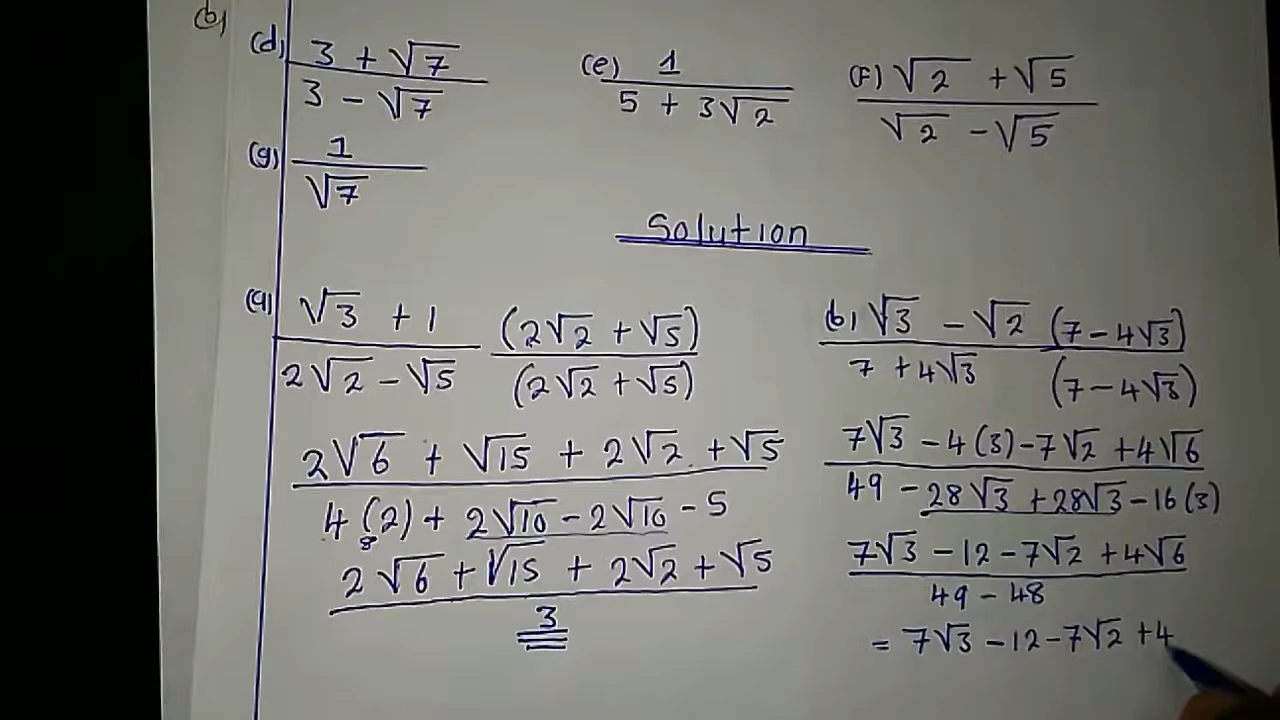 (b)
(d) 3 + √7 / 3 - √7
(e) 1 / 5 + 3√2
(F) √2 + √5 / √2 - √5
(g) 1 / √7
Solution
(a) √3 + 1 / 2√2 - √5 (2√2 + √5) / (2√2 + √5)
2√6 + √15 + 2√2 + √5 / 4(2) + 2√10 - 2√10 - 5
8
2√6 + √15 + 2√2 + √5 / 3
(b) √3 - √2 / 7 + 4√3 (7 - 4√3) / (7 - 4√3)
7√3 - 4(3) - 7√2 + 4√6 / 49 - 28√3 + 28√3 - 16(3)
7√3 - 12 - 7√2 + 4√6 / 49 - 48
= 7√3 - 12 - 7√2 + 4